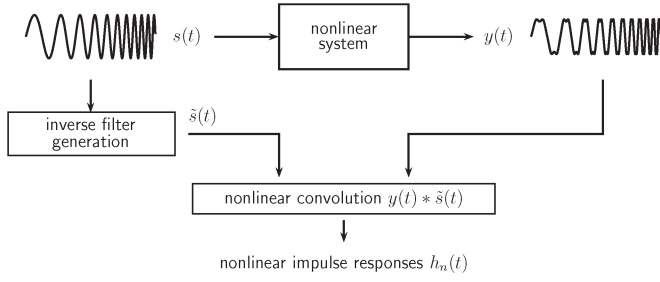 s(t)
nonlinear
system
y(t)
inverse filter
generation
s̃(t)
nonlinear convolution y(t) ∗ s̃(t)
nonlinear impulse responses hₙ(t)